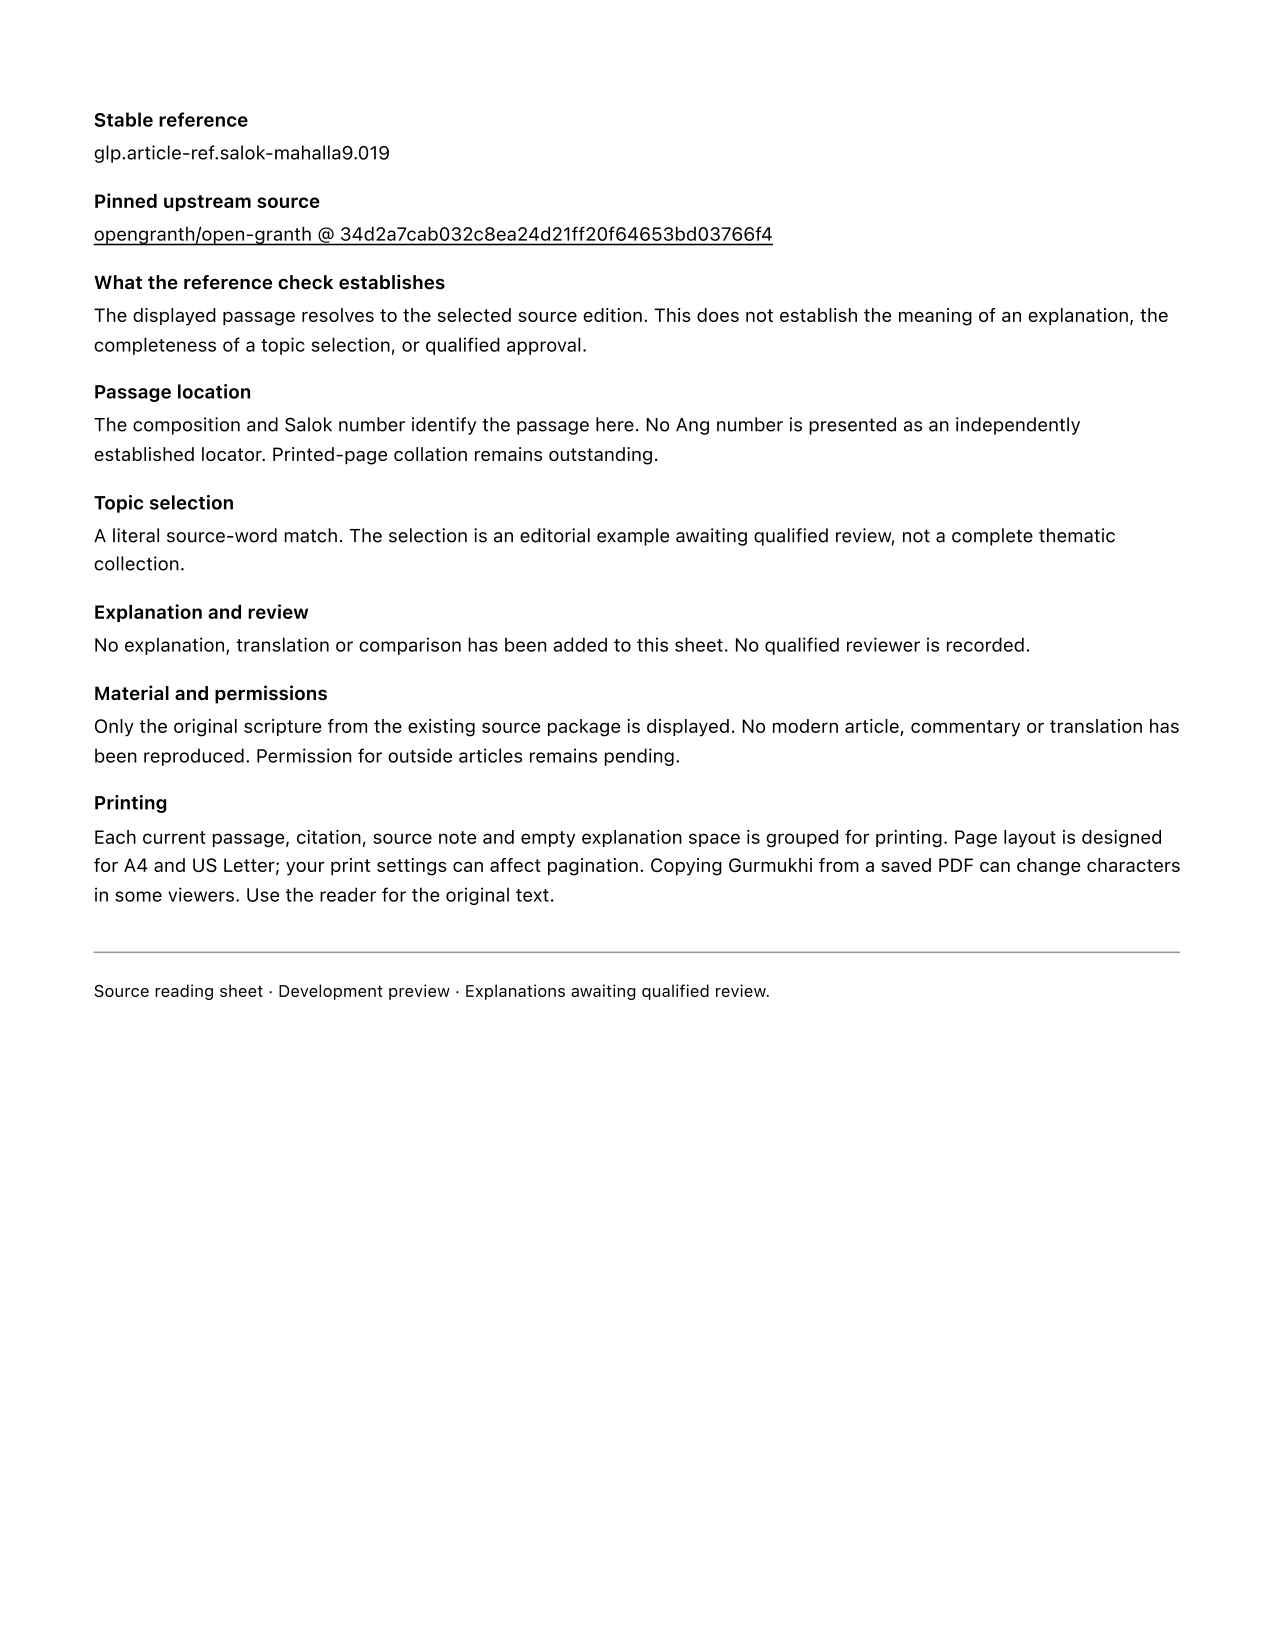 Stable reference
glp.article-ref.salok-mahalla9.019
Pinned upstream source
opengranth/open-granth @ 34d2a7cab032c8ea24d21ff20f64653bd03766f4
What the reference check establishes
The displayed passage resolves to the selected source edition. This does not establish the meaning of an explanation, the
completeness of a topic selection, or qualified approval.
Passage location
The composition and Salok number identify the passage here. No Ang number is presented as an independently
established locator. Printed-page collation remains outstanding.
Topic selection
A literal source-word match. The selection is an editorial example awaiting qualified review, not a complete thematic
collection.
Explanation and review
No explanation, translation or comparison has been added to this sheet. No qualified reviewer is recorded.
Material and permissions
Only the original scripture from the existing source package is displayed. No modern article, commentary or translation has
been reproduced. Permission for outside articles remains pending.
Printing
Each current passage, citation, source note and empty explanation space is grouped for printing. Page layout is designed
for A4 and US Letter; your print settings can affect pagination. Copying Gurmukhi from a saved PDF can change characters
in some viewers. Use the reader for the original text.
Source reading sheet · Development preview · Explanations awaiting qualified review.